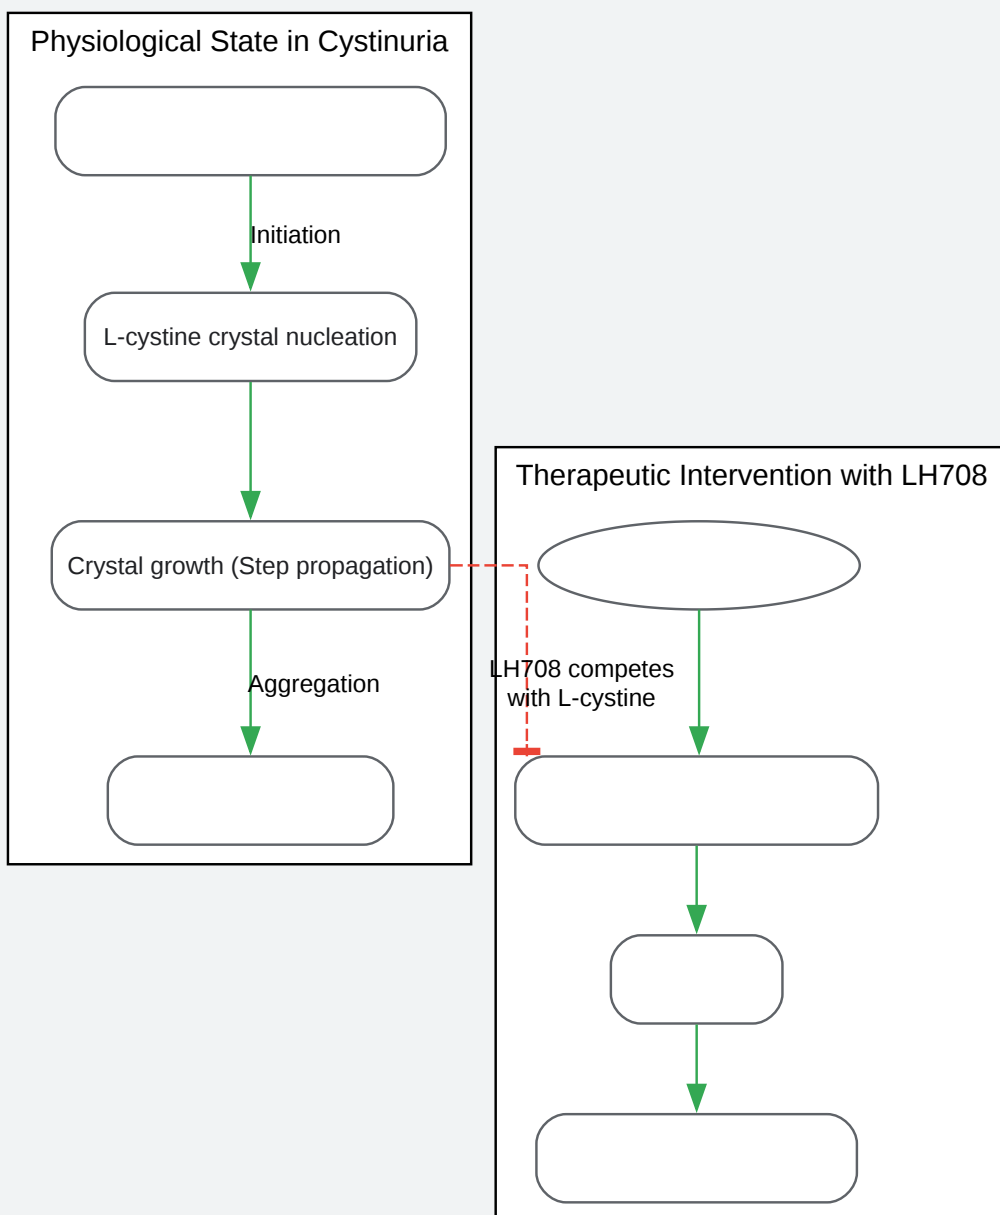 Physiological State in Cystinuria
Initiation
L-cystine crystal nucleation
Crystal growth (Step propagation)
Aggregation
Therapeutic Intervention with LH708
LH708 competes
with L-cystine